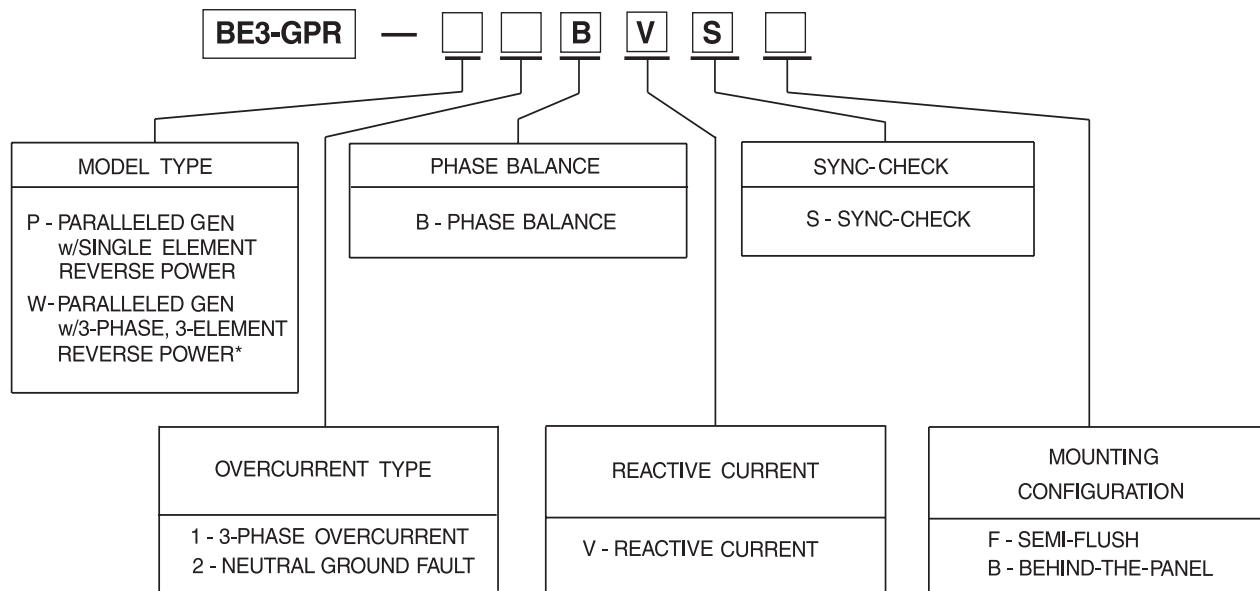 BE3-GPR — B V S
MODEL TYPE
P - PARALLELED GEN
w/SINGLE ELEMENT
REVERSE POWER
W-PARALLELED GEN
w/3-PHASE, 3-ELEMENT
REVERSE POWER*
PHASE BALANCE
B - PHASE BALANCE
SYNC-CHECK
S - SYNC-CHECK
OVERCURRENT TYPE
1 - 3-PHASE OVERCURRENT
2 - NEUTRAL GROUND FAULT
REACTIVE CURRENT
V - REACTIVE CURRENT
MOUNTING
CONFIGURATION
F - SEMI-FLUSH
B - BEHIND-THE-PANEL